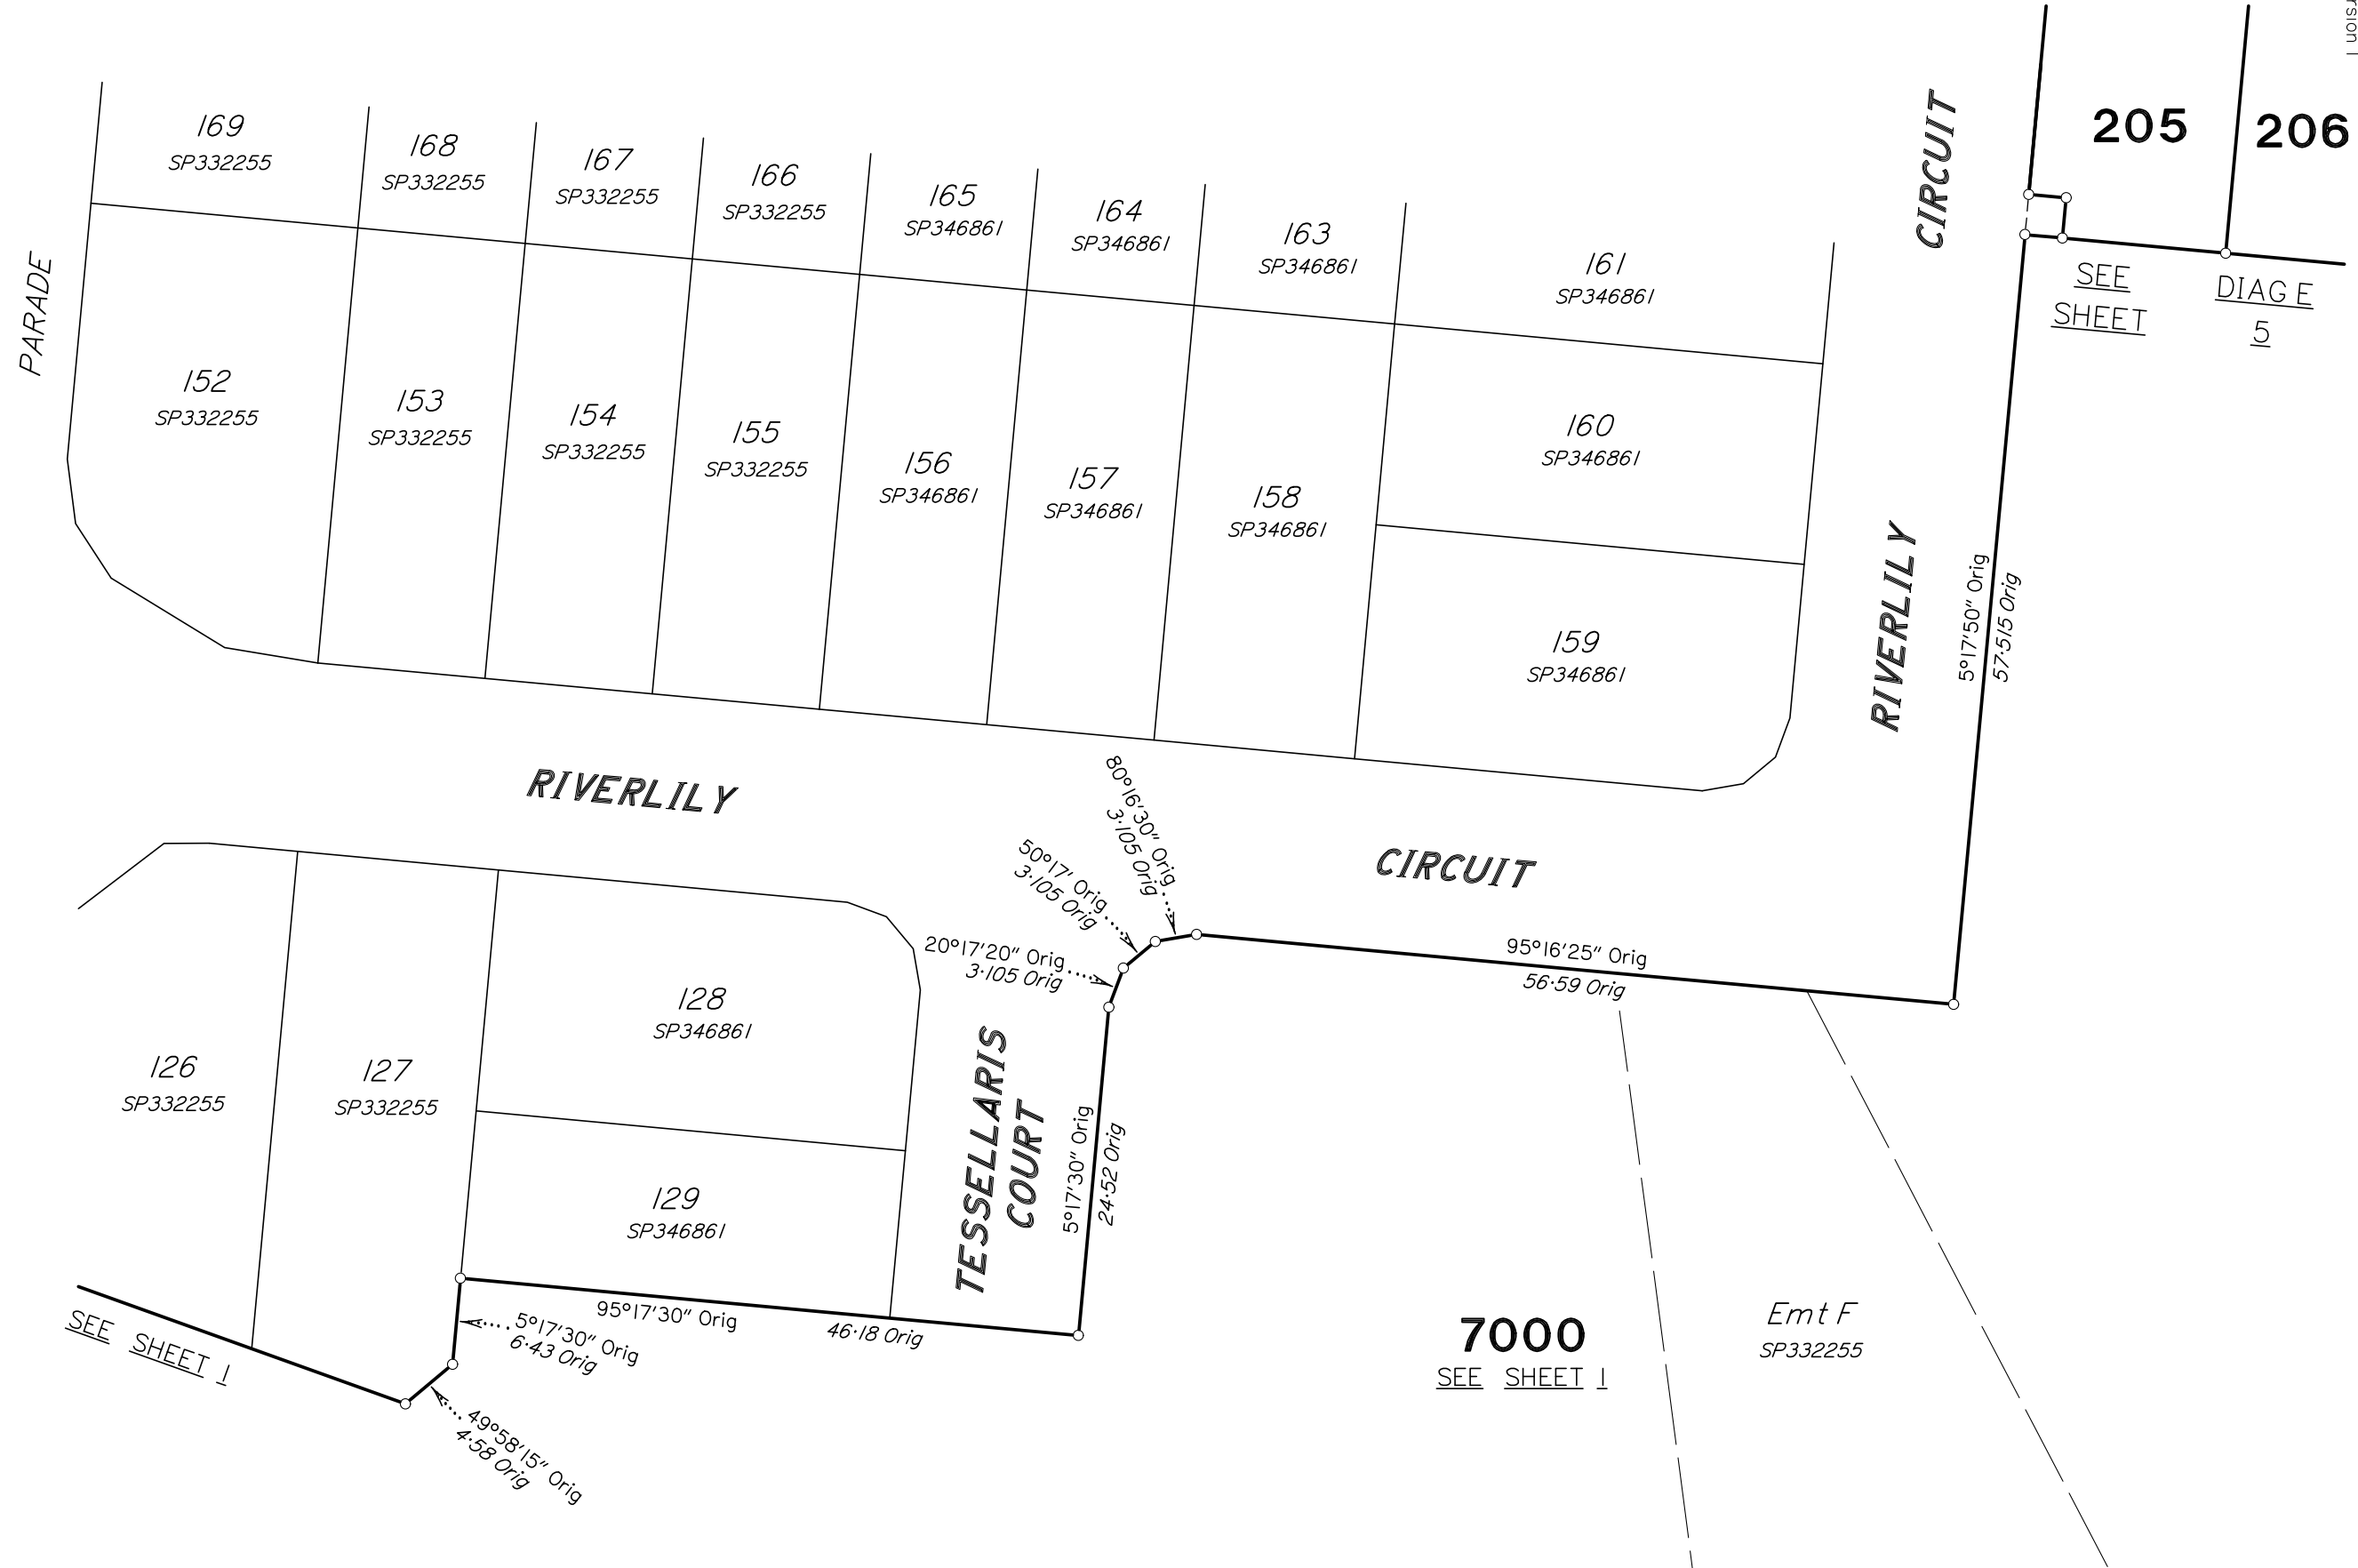 rsion 1
205
206
CIRCUIT
169
SP332255
168
SP332255
167
SP332255
166
SP332255
165
SP346861
164
SP346861
163
SP346861
161
SP346861
SEE
SHEET
DIAG E
5
PARADE
152
SP332255
153
SP332255
154
SP332255
155
SP332255
156
SP346861
157
SP346861
158
SP346861
160
SP346861
159
SP346861
RIVERLILY
5°17'50" Orig
57·515 Orig
RIVERLILY
CIRCUIT
80°16'30" Orig
3·105 Orig
50°17' Orig
3·105 Orig
20°17'20" Orig
3·105 Orig
95°16'25" Orig
56·59 Orig
126
SP332255
127
SP332255
128
SP346861
129
SP346861
TESSELLARIS
COURT
5°17'30" Orig
24·52 Orig
95°17'30" Orig
46·18 Orig
5°17'30" Orig
6·43 Orig
49°58'15" Orig
4·58 Orig
SEE SHEET 1
7000
SEE SHEET 1
Emt F
SP332255